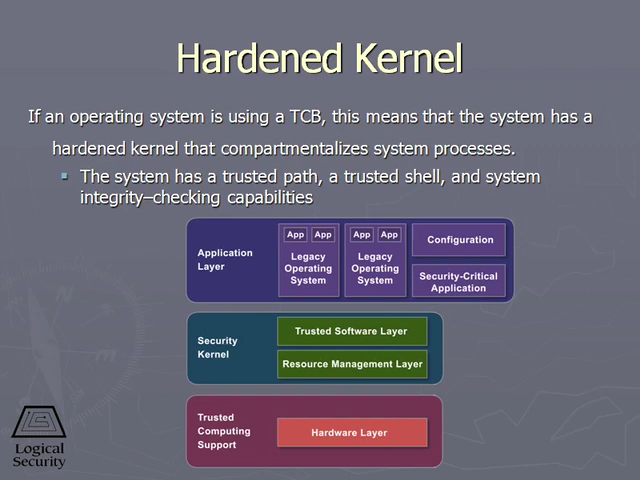 Hardened Kernel
If an operating system is using a TCB, this means that the system has a
hardened kernel that compartmentalizes system processes.
The system has a trusted path, a trusted shell, and system
integrity–checking capabilities
Application
Layer
App App
Legacy
Operating
System
App App
Legacy
Operating
System
Configuration
Security-Critical
Application
Security
Kernel
Trusted Software Layer
Resource Management Layer
Trusted
Computing
Support
Hardware Layer
Logical
Security